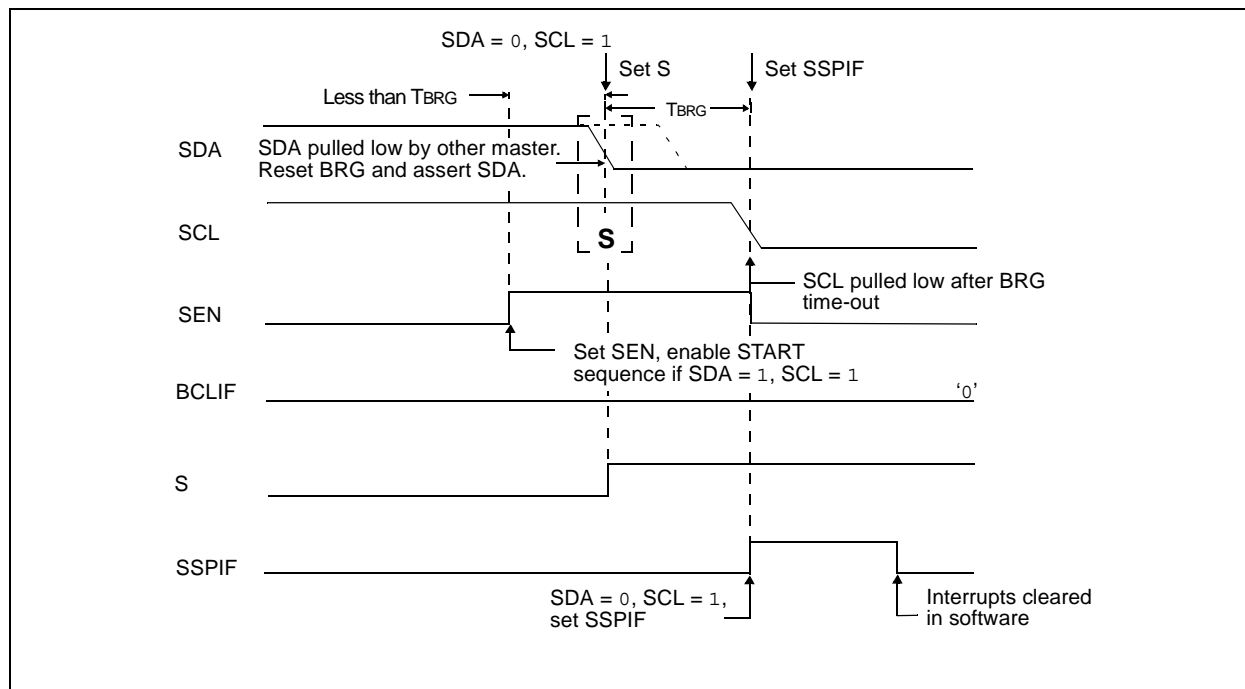 SDA = 0, SCL = 1
Set S
Set SSPIF
Less than TBRG
TBRG
SDA
SDA pulled low by other master.
Reset BRG and assert SDA.
SCL
S
SCL pulled low after BRG
time-out
SEN
Set SEN, enable START
sequence if SDA = 1, SCL = 1
BCLIF
‘0’
S
SSPIF
SDA = 0, SCL = 1,
set SSPIF
Interrupts cleared
in software